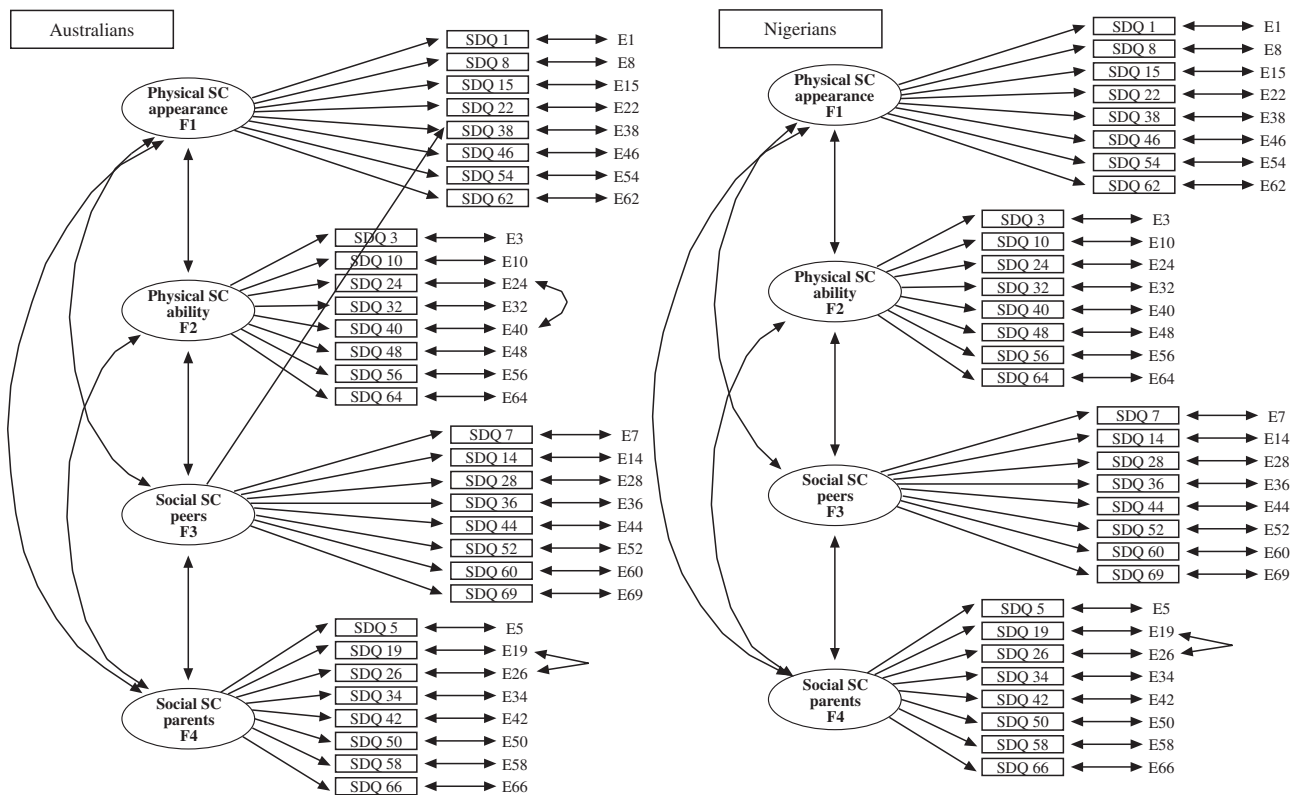 Australians
Physical SC
appearance
F1
SDQ 1 E1
SDQ 8 E8
SDQ 15 E15
SDQ 22 E22
SDQ 38 E38
SDQ 46 E46
SDQ 54 E54
SDQ 62 E62
Physical SC
ability
F2
SDQ 3 E3
SDQ 10 E10
SDQ 24 E24
SDQ 32 E32
SDQ 40 E40
SDQ 48 E48
SDQ 56 E56
SDQ 64 E64
Social SC
peers
F3
SDQ 7 E7
SDQ 14 E14
SDQ 28 E28
SDQ 36 E36
SDQ 44 E44
SDQ 52 E52
SDQ 60 E60
SDQ 69 E69
Social SC
parents
F4
SDQ 5 E5
SDQ 19 E19
SDQ 26 E26
SDQ 34 E34
SDQ 42 E42
SDQ 50 E50
SDQ 58 E58
SDQ 66 E66
Nigerians
Physical SC
appearance
F1
SDQ 1 E1
SDQ 8 E8
SDQ 15 E15
SDQ 22 E22
SDQ 38 E38
SDQ 46 E46
SDQ 54 E54
SDQ 62 E62
Physical SC
ability
F2
SDQ 3 E3
SDQ 10 E10
SDQ 24 E24
SDQ 32 E32
SDQ 40 E40
SDQ 48 E48
SDQ 56 E56
SDQ 64 E64
Social SC
peers
F3
SDQ 7 E7
SDQ 14 E14
SDQ 28 E28
SDQ 36 E36
SDQ 44 E44
SDQ 52 E52
SDQ 60 E60
SDQ 69 E69
Social SC
parents
F4
SDQ 5 E5
SDQ 19 E19
SDQ 26 E26
SDQ 34 E34
SDQ 42 E42
SDQ 50 E50
SDQ 58 E58
SDQ 66 E66